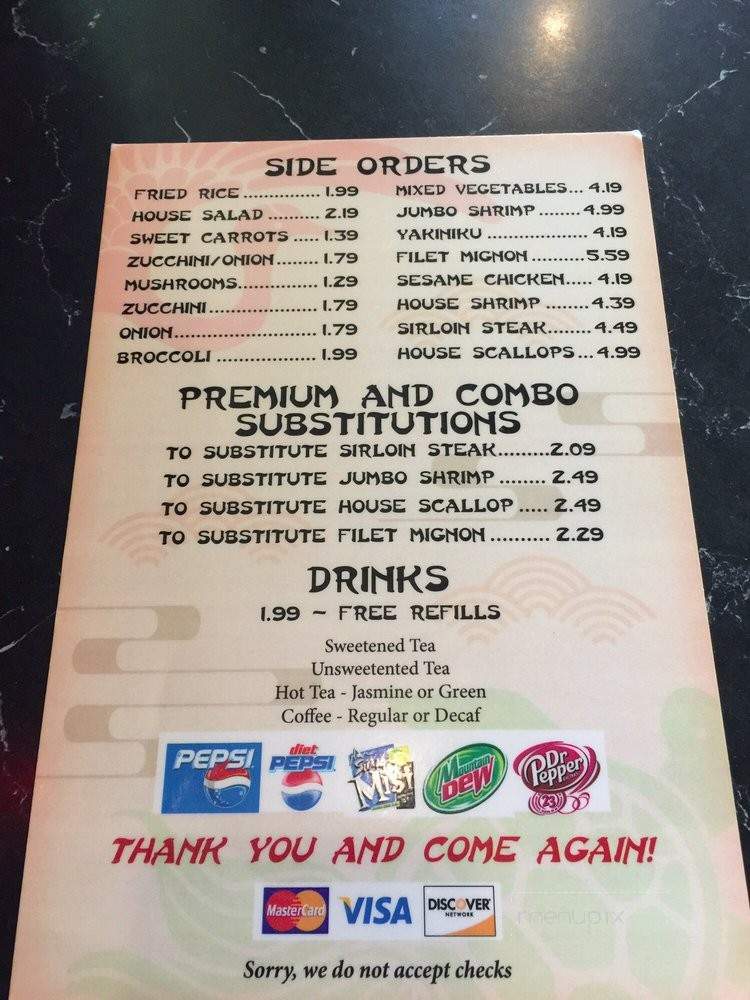 SIDE ORDERS
FRIED RICE .............. 1.99
HOUSE SALAD ......... 2.19
SWEET CARROTS ..... 1.39
ZUCCHINI/ONION........ 1.79
MUSHROOMS............... 1.29
ZUCCHINI.................... 1.79
ONION.......................... 1.79
BROCCOLI .................. 1.99
MIXED VEGETABLES... 4.19
JUMBO SHRIMP ........ 4.99
YAKINIKU .................... 4.19
FILET MIGNON ..........5.59
SESAME CHICKEN..... 4.19
HOUSE SHRIMP ........ 4.39
SIRLOIN STEAK........ 4.49
HOUSE SCALLOPS... 4.99
PREMIUM AND COMBO
SUBSTITUTIONS
TO SUBSTITUTE SIRLOIN STEAK.........2.09
TO SUBSTITUTE JUMBO SHRIMP ........ 2.49
TO SUBSTITUTE HOUSE SCALLOP ..... 2.49
TO SUBSTITUTE FILET MIGNON .......... 2.29
DRINKS
1.99 ~ FREE REFILLS
Sweetened Tea
Unsweetented Tea
Hot Tea - Jasmine or Green
Coffee - Regular or Decaf
PEPSI diet PEPSI Mist Mountain Dew Dr Pepper 23
THANK YOU AND COME AGAIN!
MasterCard VISA DISCOVER NETWORK
menupix
Sorry, we do not accept checks